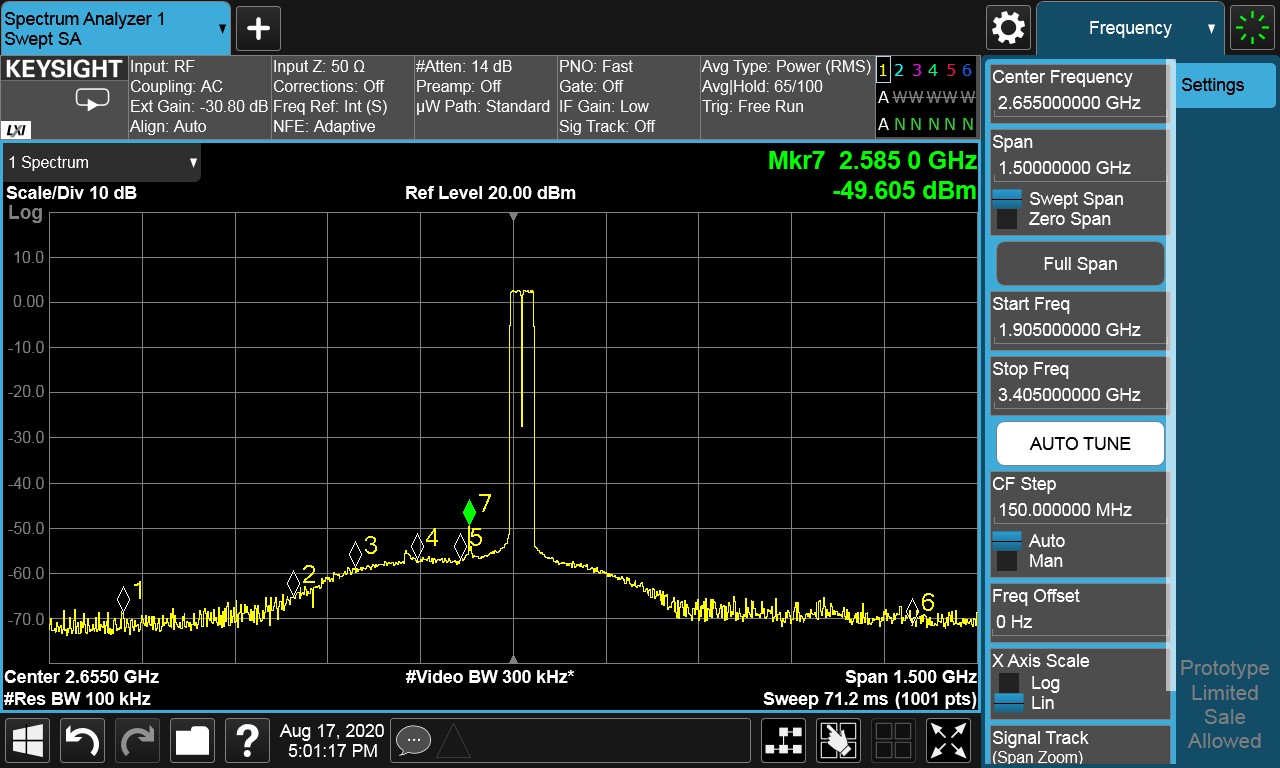 Spectrum Analyzer 1
Swept SA
Frequency
KEYSIGHT
LXI
Input: RF
Coupling: AC
Ext Gain: -30.80 dB
Align: Auto
Input Z: 50 Ω
Corrections: Off
Freq Ref: Int (S)
NFE: Adaptive
#Atten: 14 dB
Preamp: Off
µW Path: Standard
PNO: Fast
Gate: Off
IF Gain: Low
Sig Track: Off
Avg Type: Power (RMS)
Avg|Hold: 65/100
Trig: Free Run
1 2 3 4 5 6
A W W W W W
A N N N N N
1 Spectrum
Mkr7 2.585 0 GHz
-49.605 dBm
Scale/Div 10 dB
Ref Level 20.00 dBm
Log
10.0
0.00
-10.0
-20.0
-30.0
-40.0
-50.0
-60.0
-70.0
1
2
1
3
4
5
7
6
Center 2.6550 GHz
#Video BW 300 kHz*
Span 1.500 GHz
#Res BW 100 kHz
Sweep 71.2 ms (1001 pts)
Aug 17, 2020
5:01:17 PM
Center Frequency
2.655000000 GHz
Span
1.50000000 GHz
Swept Span
Zero Span
Full Span
Start Freq
1.905000000 GHz
Stop Freq
3.405000000 GHz
AUTO TUNE
CF Step
150.000000 MHz
Auto
Man
Freq Offset
0 Hz
X Axis Scale
Log
Lin
Signal Track
(Span Zoom)
Settings
Prototype
Limited
Sale
Allowed